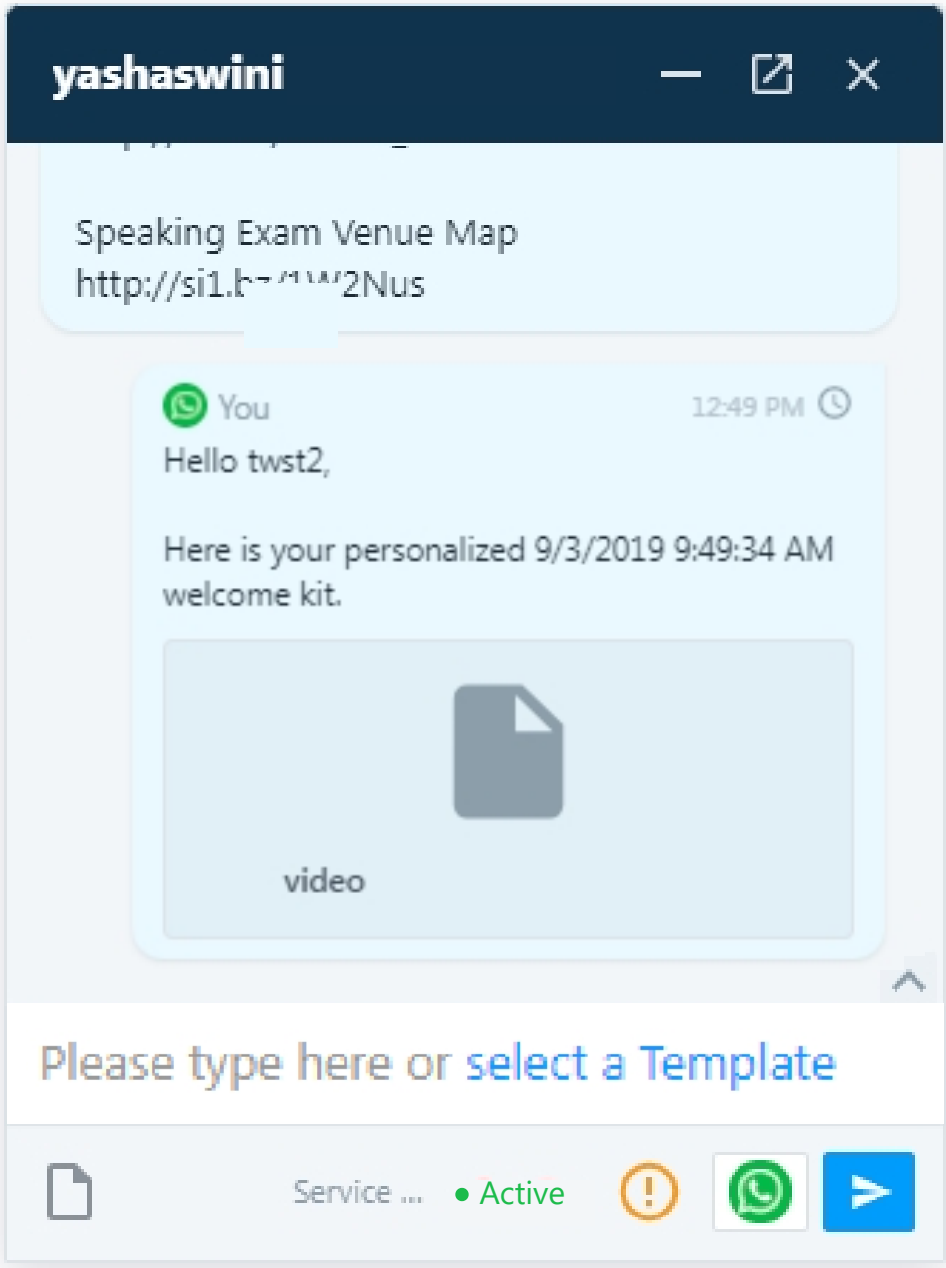 yashaswini
Speaking Exam Venue Map
You
12:49 PM
Hello twst2,
Here is your personalized 9/3/2019 9:49:34 AM
welcome kit.
video
Please type here or select a Template
Service ...
Active